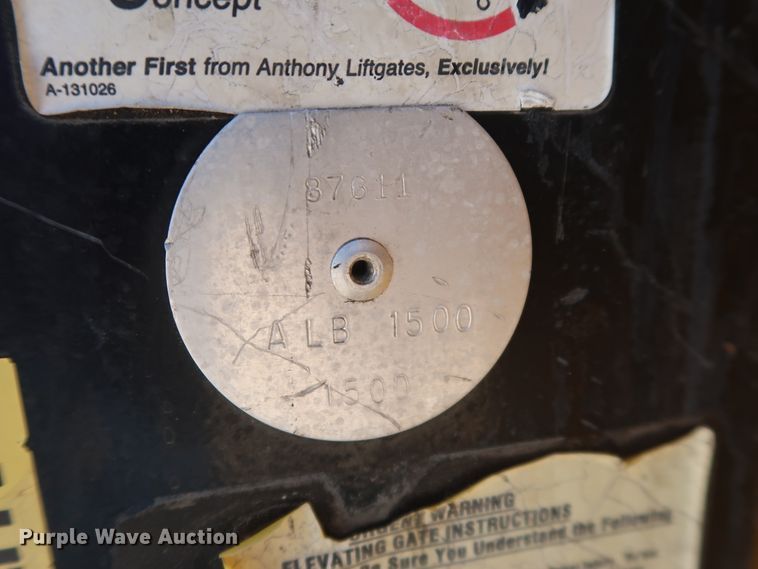 Concept
Another First from Anthony Liftgates, Exclusively!
A-131026
87611
ALB 1500
1500
URGENT WARNING
ELEVATING GATE INSTRUCTIONS
Be Sure You Understand the Following
Purple Wave Auction